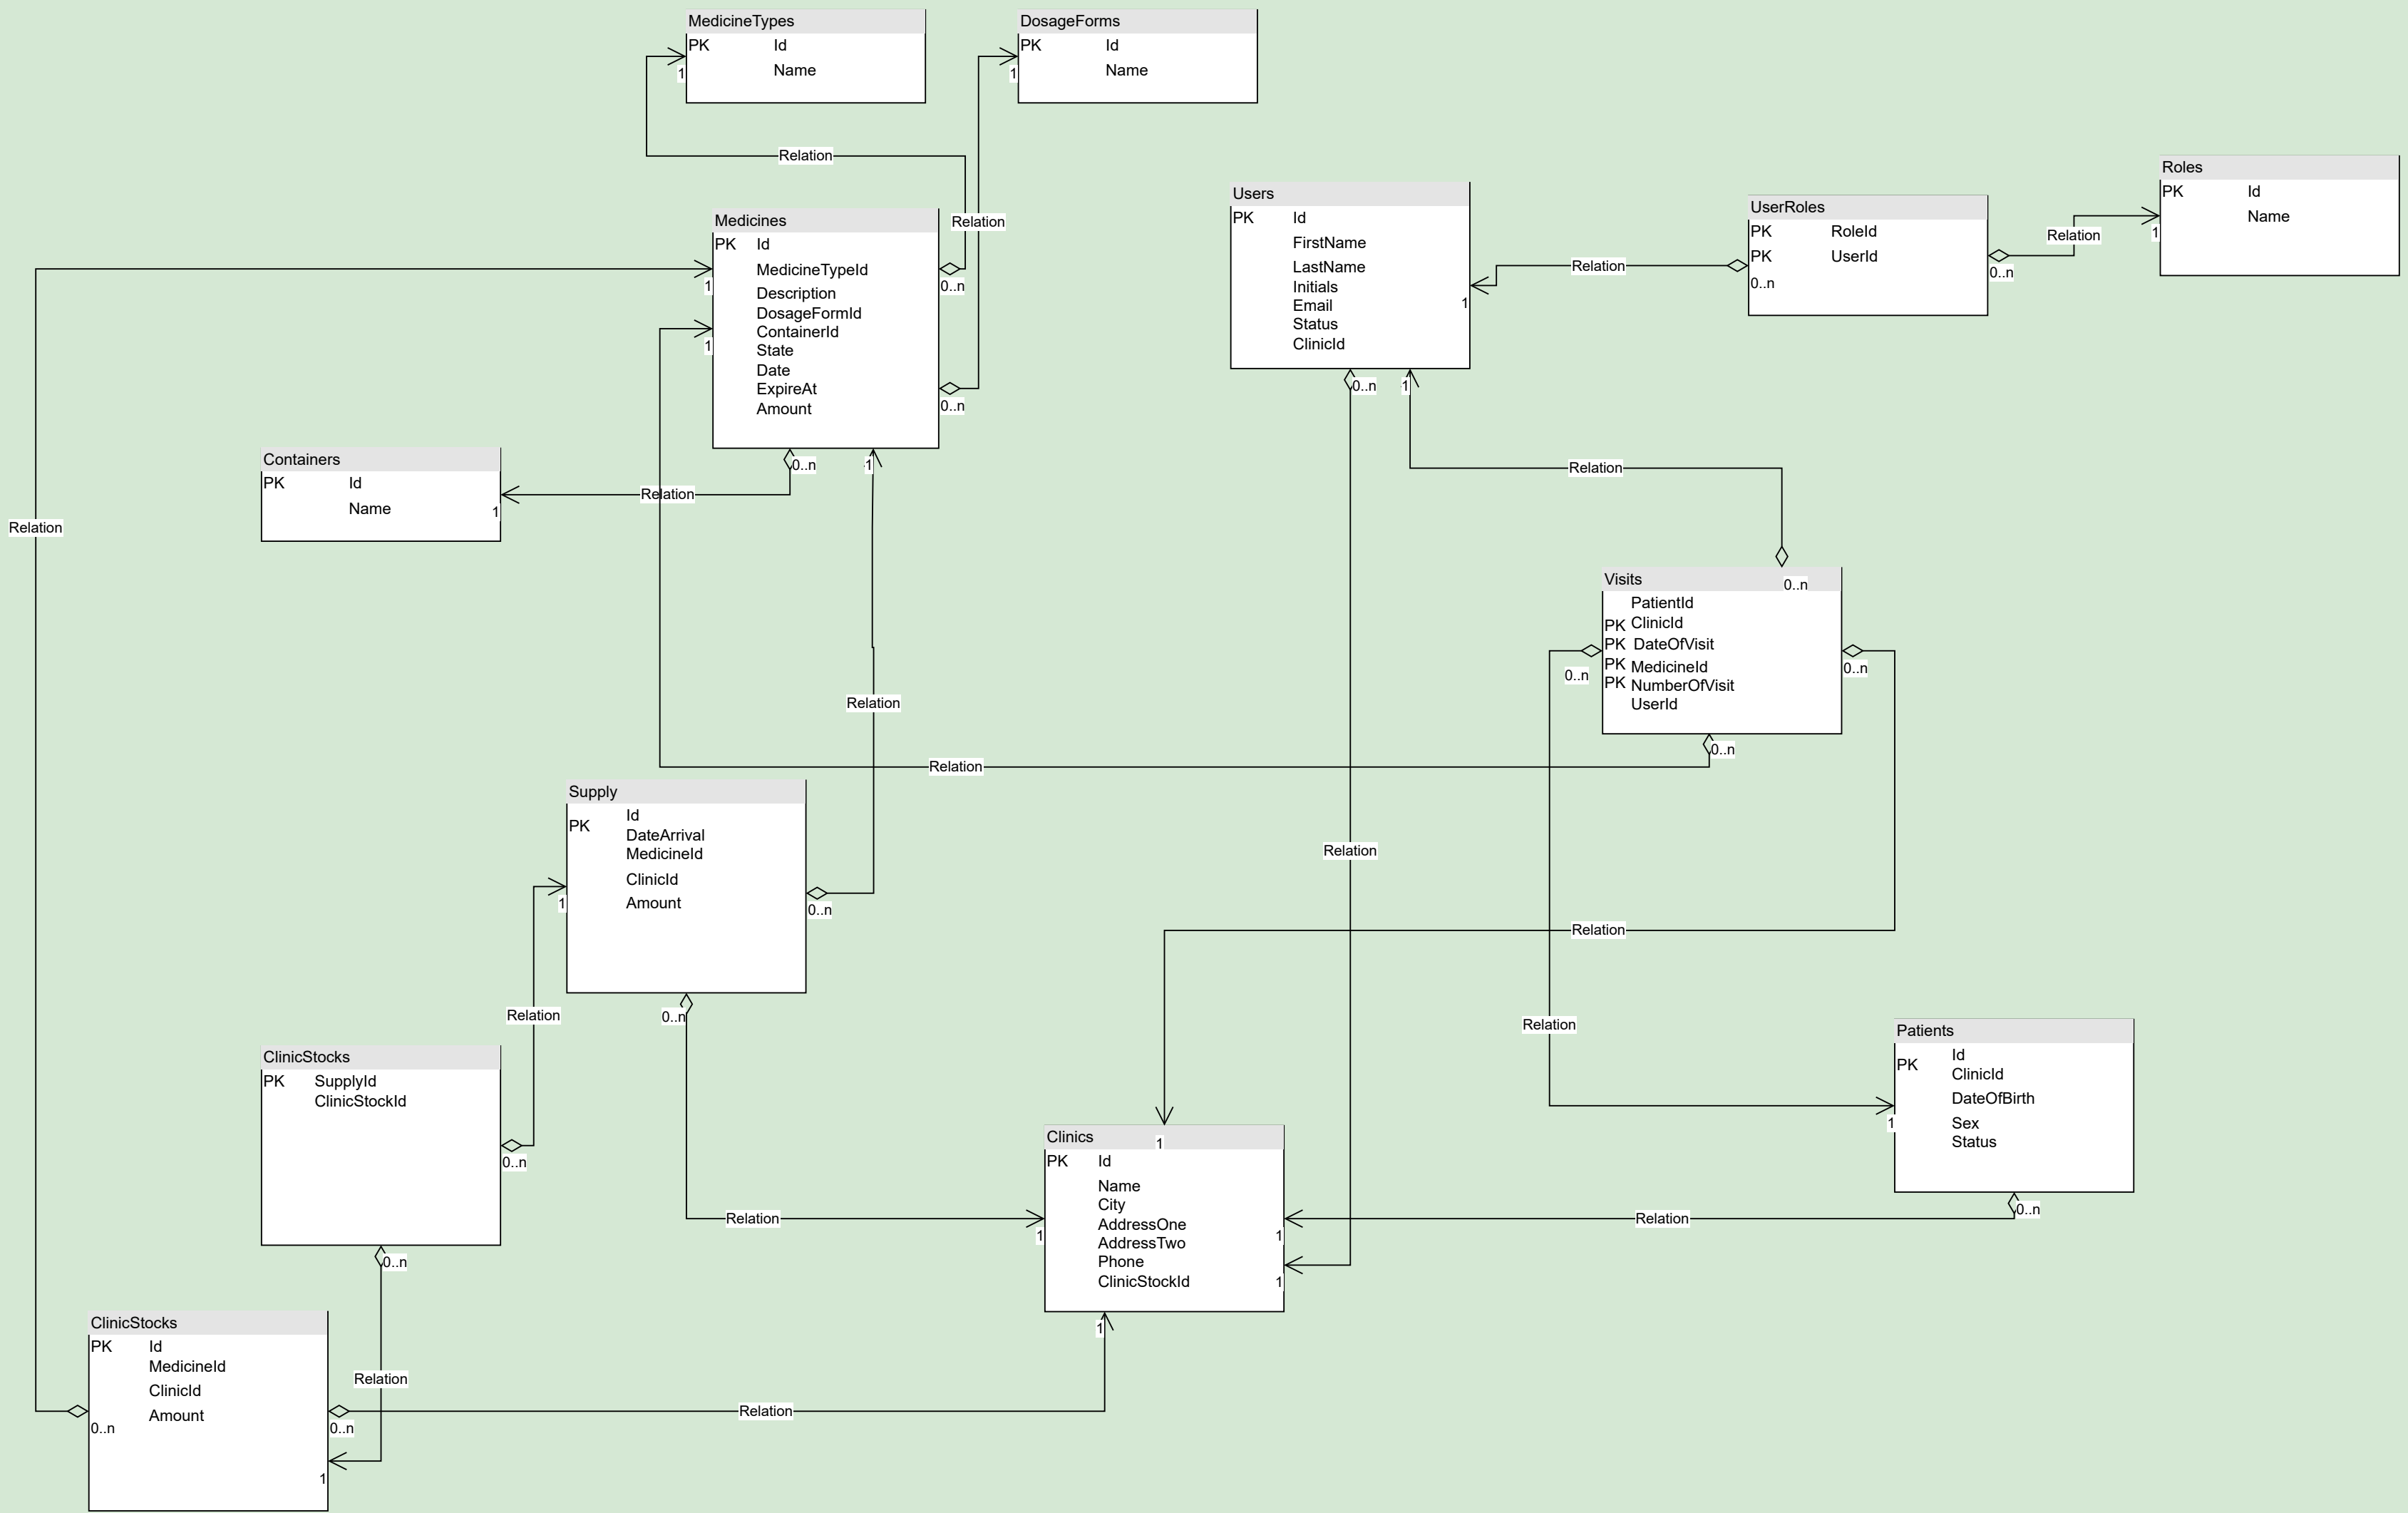 MedicineTypes
PK Id
Name
1
DosageForms
PK Id
Name
1
Relation
Relation
Medicines
PK Id
MedicineTypeId
Description
DosageFormId
ContainerId
State
Date
ExpireAt
Amount
1
1
0..n
0..n
0..n
1
Users
PK Id
FirstName
LastName
Initials
Email
Status
ClinicId
1
0..n
1
Relation
UserRoles
PK RoleId
PK UserId
0..n
0..n
Relation
Roles
PK Id
Name
1
Containers
PK Id
Name
1
Relation
Relation
Relation
Visits
0..n
PatientId
PK ClinicId
PK DateOfVisit
PK MedicineId
PK NumberOfVisit
UserId
0..n
0..n
0..n
Relation
Relation
Supply
Id
PK
DateArrival
MedicineId
ClinicId
Amount
1
0..n
0..n
Relation
Relation
Relation
Relation
ClinicStocks
PK SupplyId
ClinicStockId
0..n
0..n
Patients
Id
PK
ClinicId
DateOfBirth
Sex
Status
1
0..n
Clinics
1
PK Id
Name
City
AddressOne
AddressTwo
Phone
ClinicStockId
1
1
1
1
Relation
Relation
ClinicStocks
PK Id
MedicineId
ClinicId
Amount
0..n
0..n
1
Relation
Relation